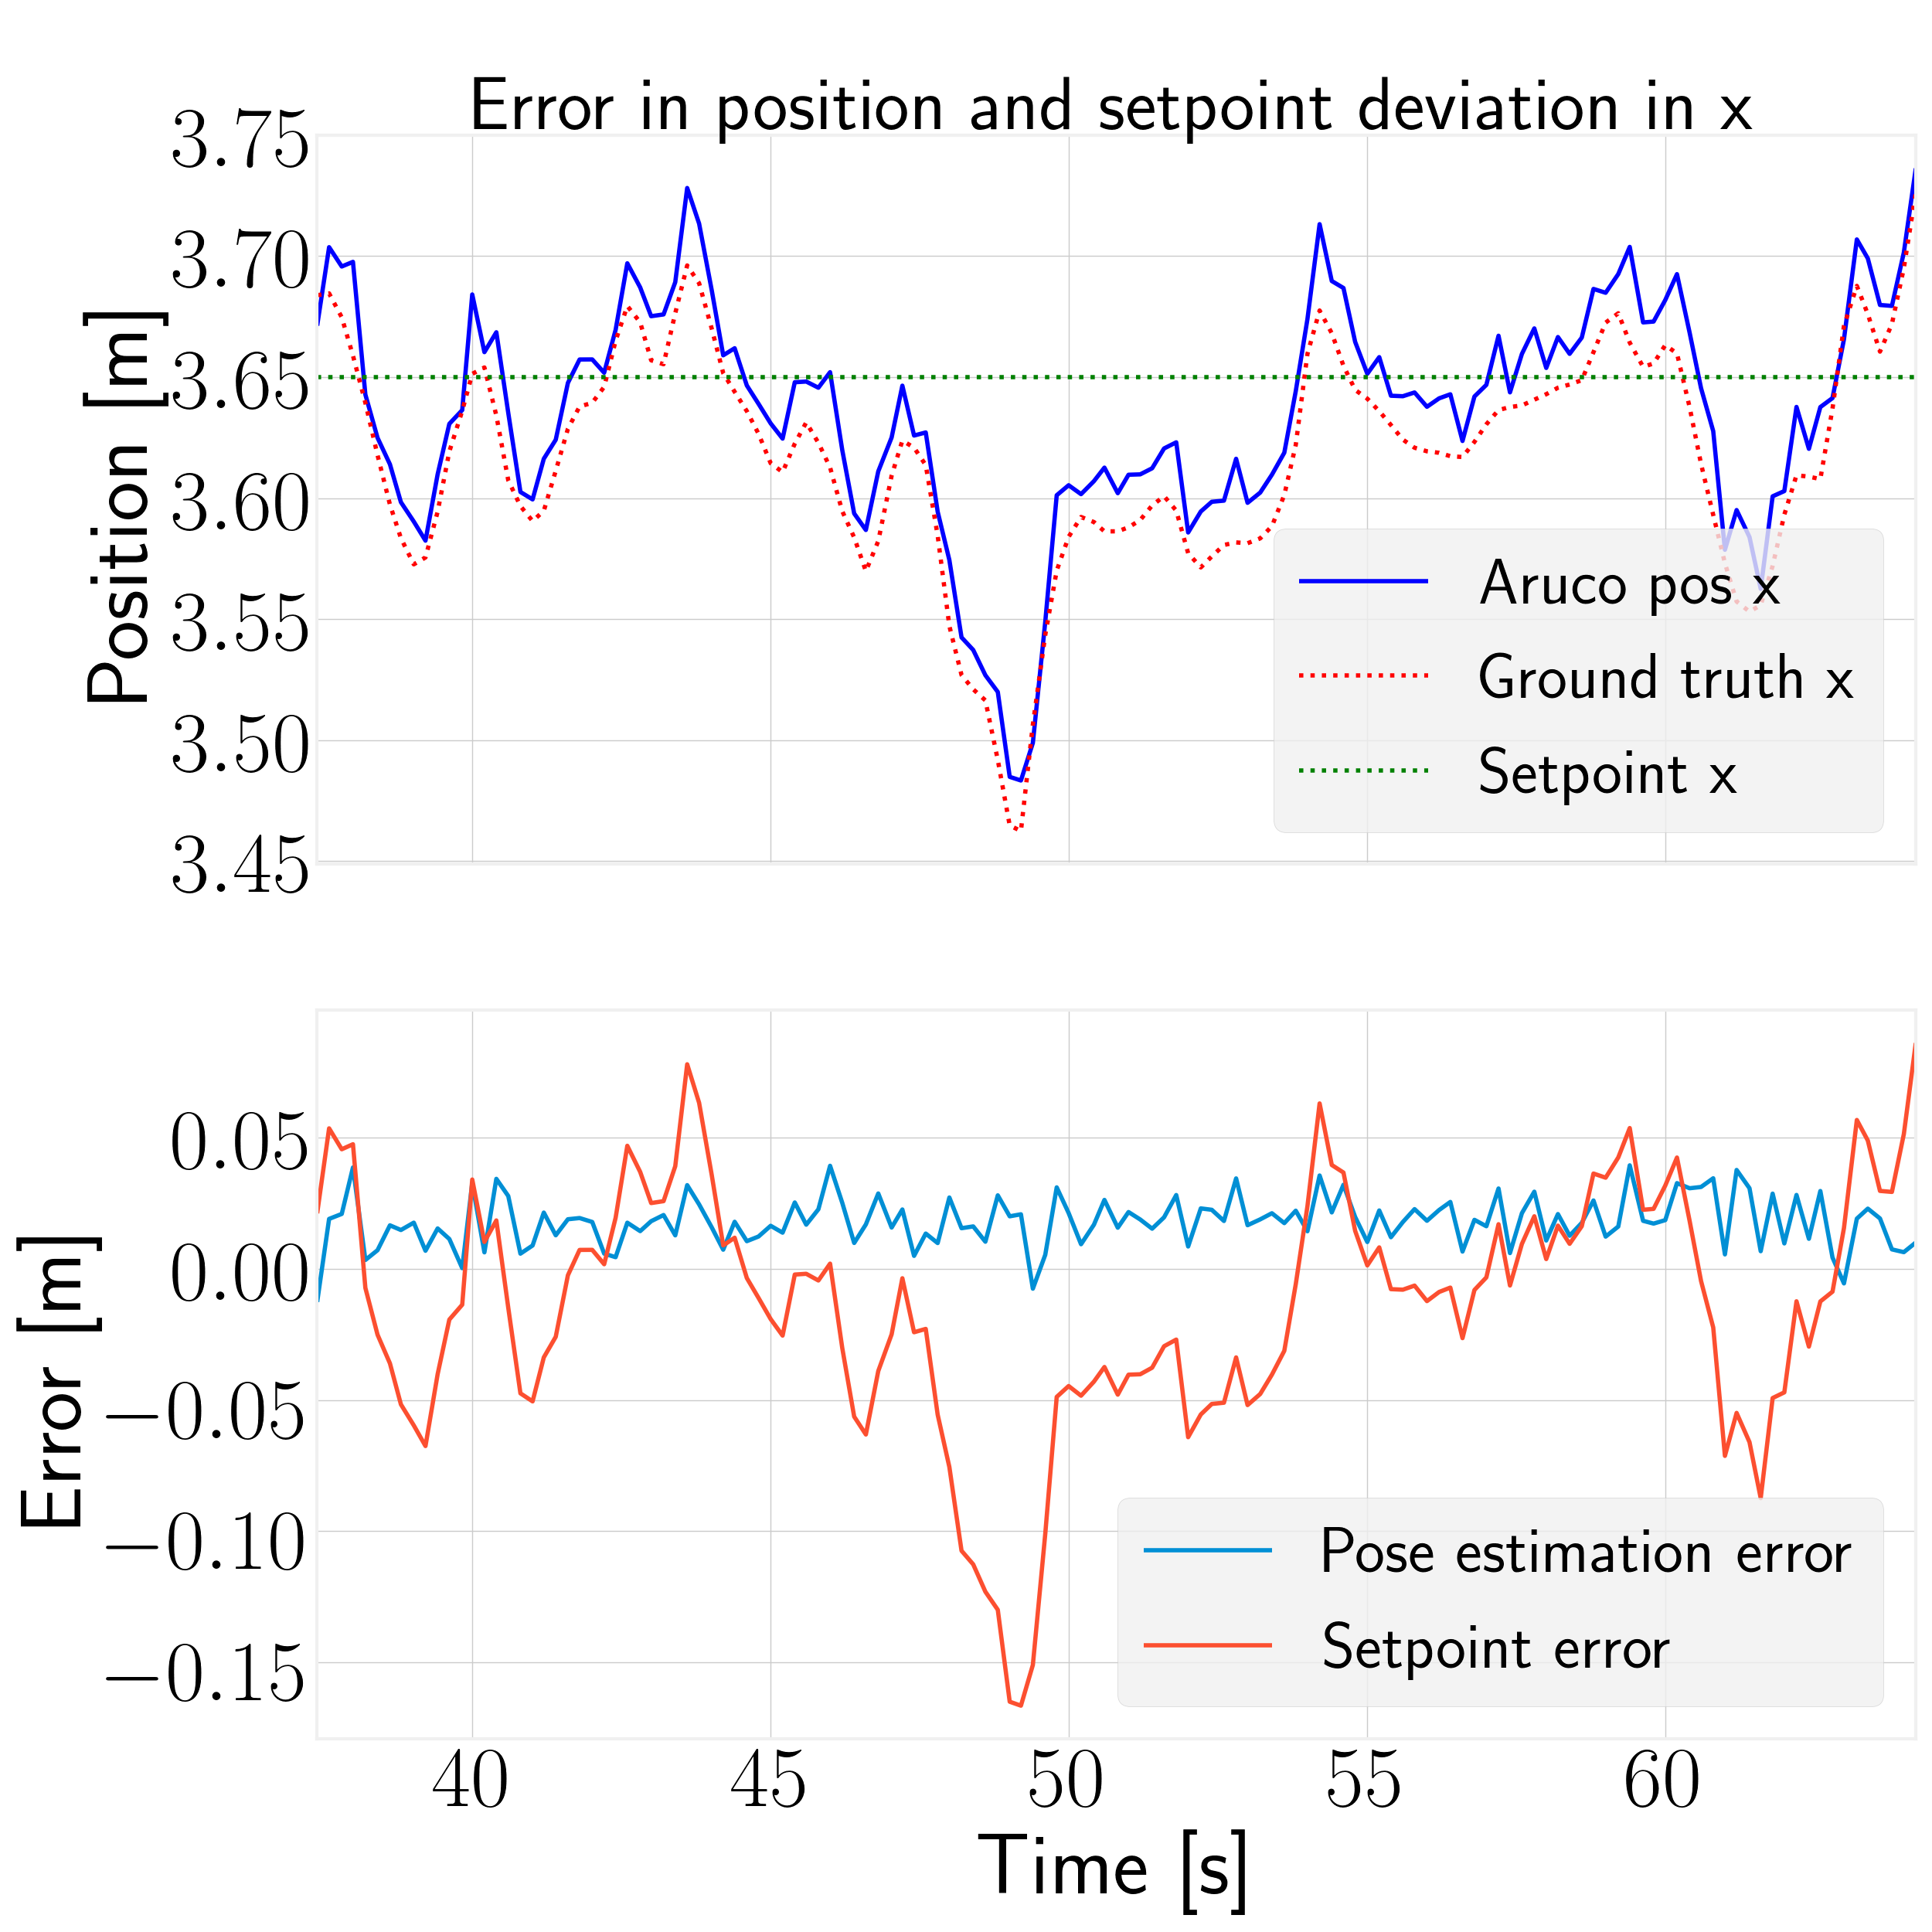 Error in position and setpoint deviation in x
Position [m]
3.75
3.70
3.65
3.60
3.55
3.50
3.45
Aruco pos x
Ground truth x
Setpoint x
Error [m]
0.05
0.00
−0.05
−0.10
−0.15
Pose estimation error
Setpoint error
40 45 50 55 60
Time [s]